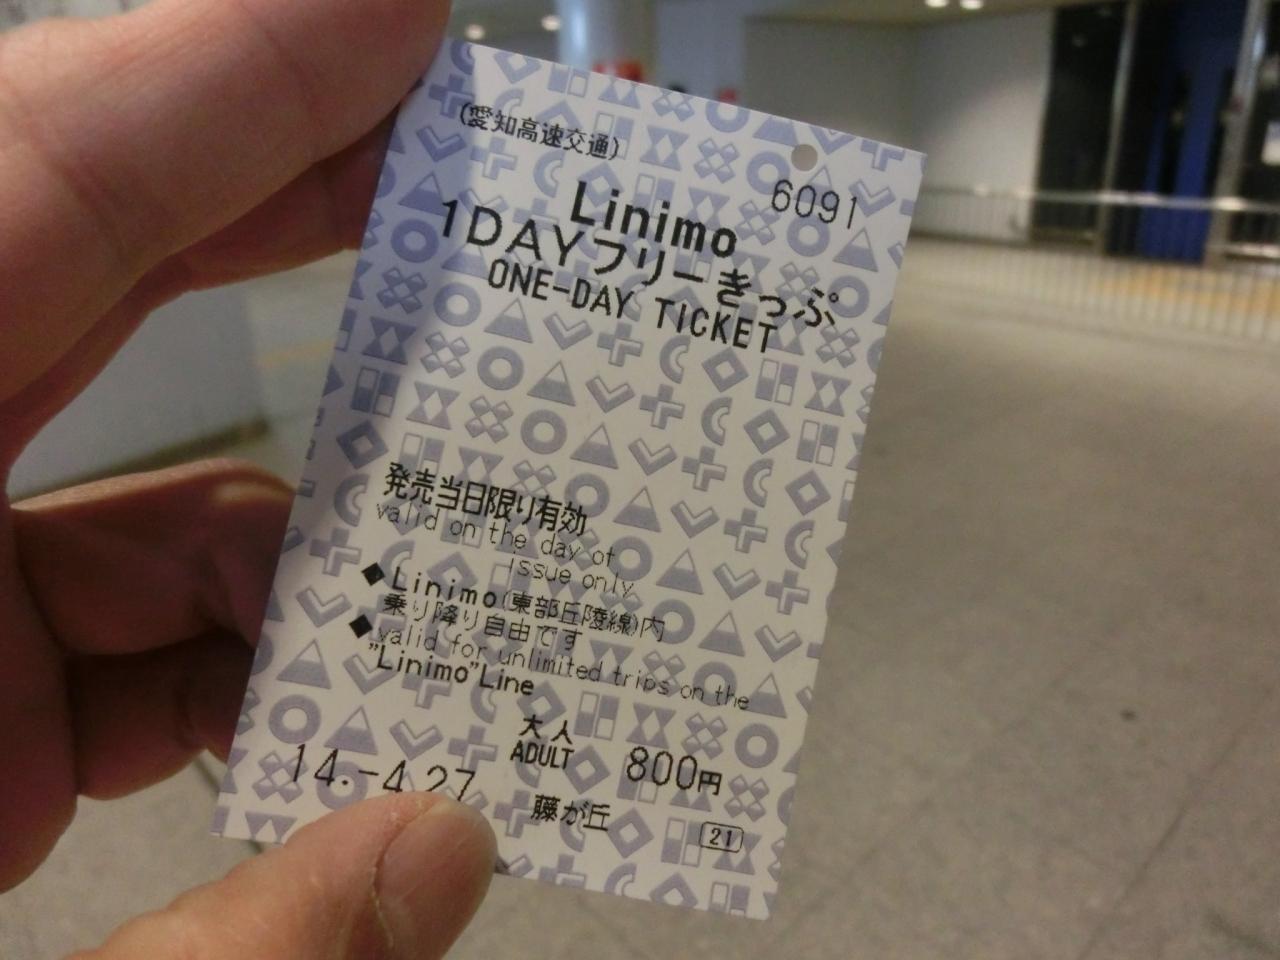 (愛知高速交通)
6091
Linimo
1DAYフリーきっぷ
ONE-DAY TICKET
発売当日限り有効
valid on the day of
issue only
◆Linimo(東部丘陵線)内
乗り降り自由です
◆valid for unlimited trips on the
"Linimo"Line
大人
ADULT 800円
14.-4.27
藤が丘
21